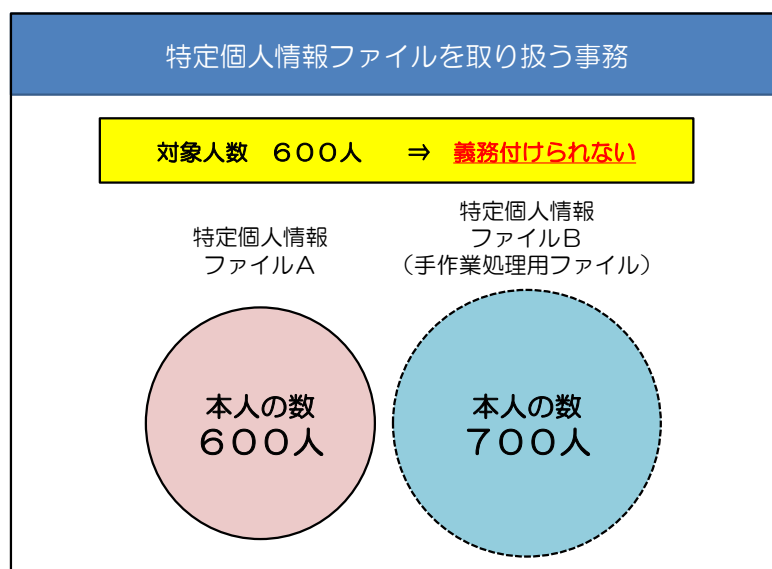 特定個人情報ファイルを取り扱う事務
対象人数　６００人　⇒　義務付けられない
特定個人情報
ファイルA
特定個人情報
ファイルB
（手作業処理用ファイル）
本人の数
６００人
本人の数
７００人